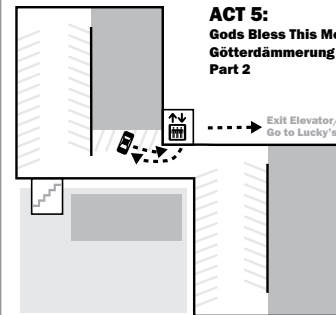 ACT 5:
Gods Bless This Me
Götterdämmerung
Part 2
Exit Elevator/
Go to Lucky's